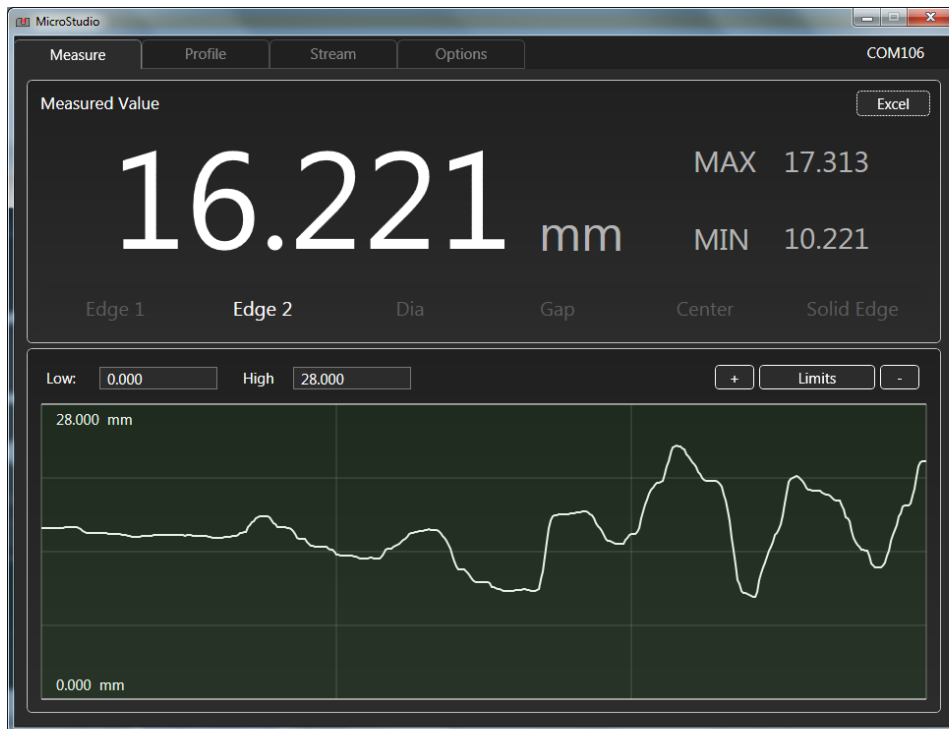 MicroStudio
Measure Profile Stream Options COM106
Measured Value Excel
16.221 mm
MAX 17.313
MIN 10.221
Edge 1 Edge 2 Dia Gap Center Solid Edge
Low: 0.000 High 28.000 + Limits -
28.000 mm
0.000 mm